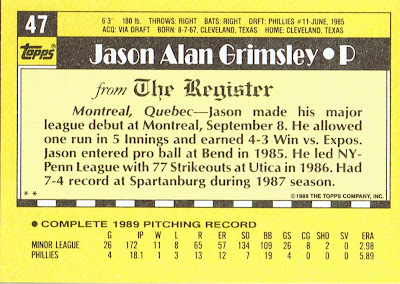 47
6'3" 180 lb. THROWS: RIGHT BATS: RIGHT DRFT: PHILLIES #11-JUNE, 1985
ACQ: VIA DRAFT BORN: 8-7-67, CLEVELAND, TEXAS HOME: CLEVELAND, TEXAS
Topps
Jason Alan Grimsley • P
from The Register
Montreal, Quebec—Jason made his major
league debut at Montreal, September 8. He allowed
one run in 5 Innings and earned 4-3 Win vs. Expos.
Jason entered pro ball at Bend in 1985. He led NY-
Penn League with 77 Strikeouts at Utica in 1986. Had
7-4 record at Spartanburg during 1987 season.
* * ©1989 THE TOPPS COMPANY, INC.
• COMPLETE 1989 PITCHING RECORD
G IP W L R ER SO BB GS CG SHO SV ERA
MINOR LEAGUE 26 172 11 8 65 57 134 109 26 8 2 0 2.98
PHILLIES 4 18.1 1 3 13 12 7 19 4 0 0 0 5.89